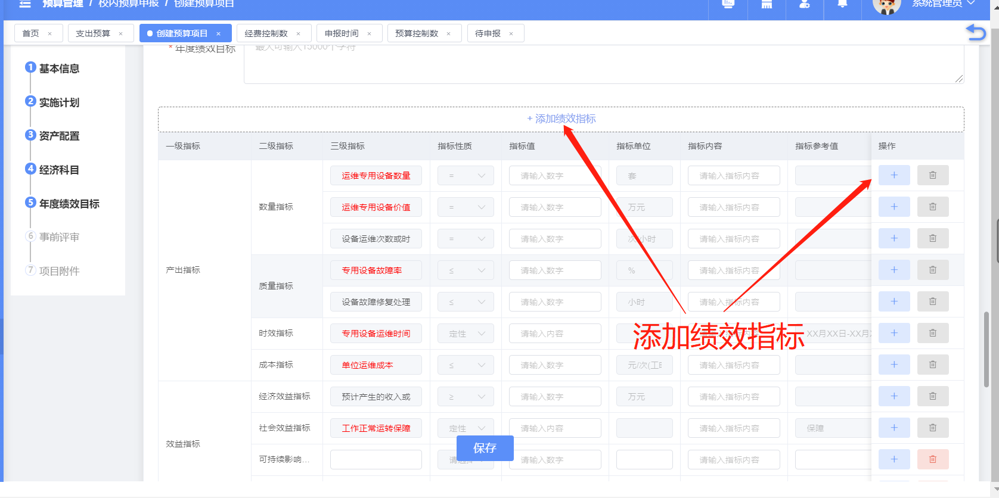 预算管理 / 校内预算申报 / 创建预算项目
系统管理员
首页 × 支出预算 × 创建预算项目 × 经费控制数 × 申报时间 × 预算控制数 × 待申报 ×
1 基本信息
2 实施计划
3 资产配置
4 经济科目
5 年度绩效目标
6 事前评审
7 项目附件
* 年度绩效目标 最大可输入15000个字符
+ 添加绩效指标
一级指标 二级指标 三级指标 指标性质 指标值 指标单位 指标内容 指标参考值 操作
产出指标
数量指标
运维专用设备数量 = 请输入数字 套 请输入指标内容
运维专用设备价值 = 请输入数字 万元 请输入指标内容
设备运维次数或时 = 请输入数字 次/小时 请输入指标内容
质量指标
专用设备故障率 ≤ 请输入数字 % 请输入指标内容
设备故障修复处理 ≤ 请输入数字 小时 请输入指标内容
时效指标 专用设备运维时间 定性 请输入内容 请输入指标内容 XX月XX日-XX月
添加绩效指标
成本指标 单位运维成本 ≤ 请输入数字 元/次(工 请输入指标内容
效益指标
经济效益指标 预计产生的收入或 ≥ 请输入数字 万元 请输入指标内容
社会效益指标 工作正常运转保障 定性 请输入内容 请输入指标内容 保障
可持续影响... 请选择 请输入数字 请输入指标内容
保存